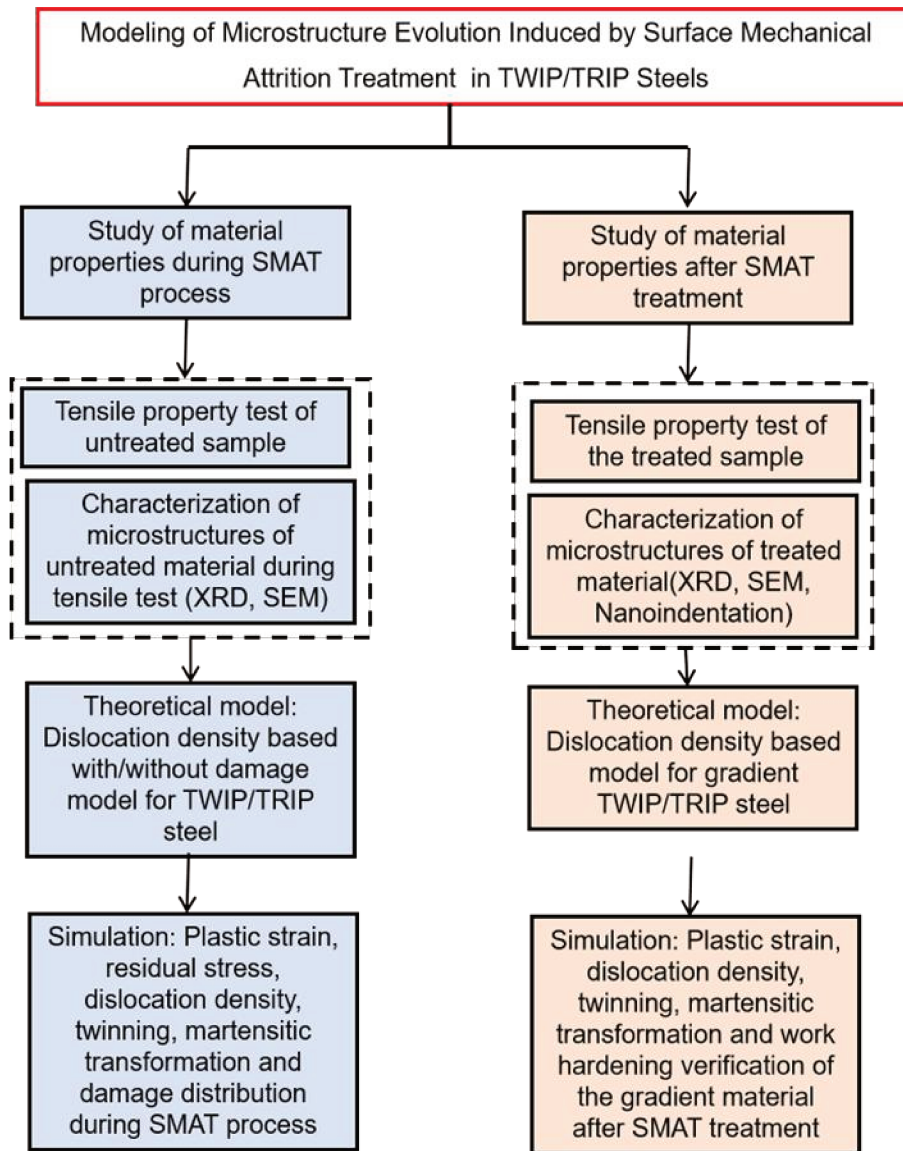 Modeling of Microstructure Evolution Induced by Surface Mechanical
Attrition Treatment in TWIP/TRIP Steels
Study of material
properties during SMAT
process
Study of material
properties after SMAT
treatment
Tensile property test of
untreated sample
Characterization of
microstructures of
untreated material during
tensile test (XRD, SEM)
Tensile property test of
the treated sample
Characterization of
microstructures of treated
material(XRD, SEM,
Nanoindentation)
Theoretical model:
Dislocation density based
with/without damage
model for TWIP/TRIP
steel
Theoretical model:
Dislocation density based
model for gradient
TWIP/TRIP steel
Simulation: Plastic strain,
residual stress,
dislocation density,
twinning, martensitic
transformation and
damage distribution
during SMAT process
Simulation: Plastic strain,
dislocation density,
twinning, martensitic
transformation and work
hardening verification of
the gradient material
after SMAT treatment